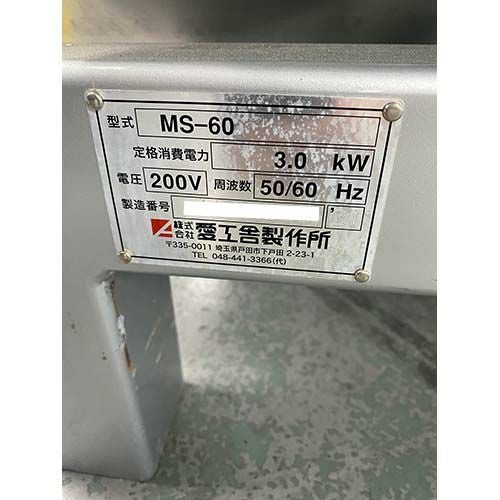 型式 MS-60
定格消費電力 3.0 kW
電圧 200V 周波数 50/60 Hz
製造番号
株式会社 愛工舎製作所
〒335-0011 埼玉県戸田市下戸田 2-23-1
TEL 048-441-3366(代)